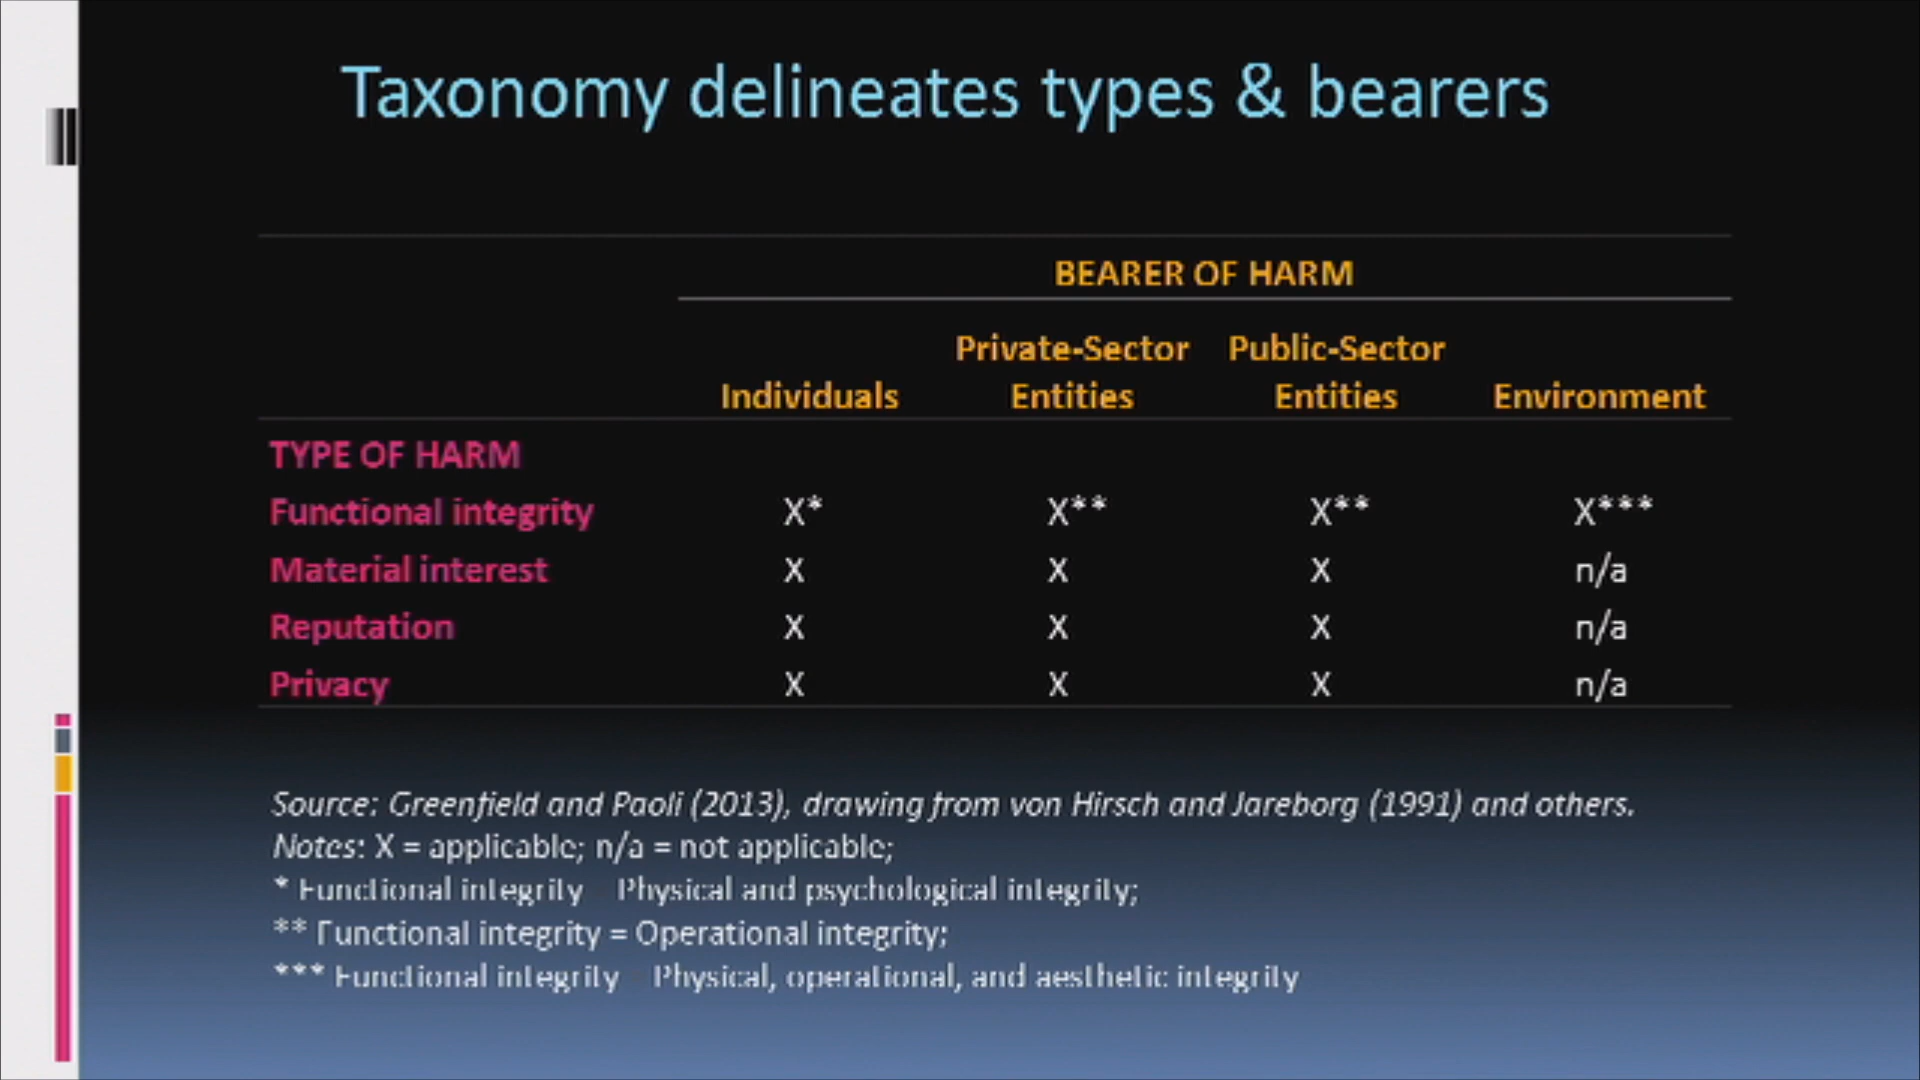 Taxonomy delineates types & bearers
BEARER OF HARM
Individuals Private-Sector Entities Public-Sector Entities Environment
TYPE OF HARM
Functional integrity X* X** X** X***
Material interest X X X n/a
Reputation X X X n/a
Privacy X X X n/a
Source: Greenfield and Paoli (2013), drawing from von Hirsch and Jareborg (1991) and others.
Notes: X = applicable; n/a = not applicable;
* Functional integrity Physical and psychological integrity;
** Functional integrity = Operational integrity;
*** Functional integrity Physical, operational, and aesthetic integrity